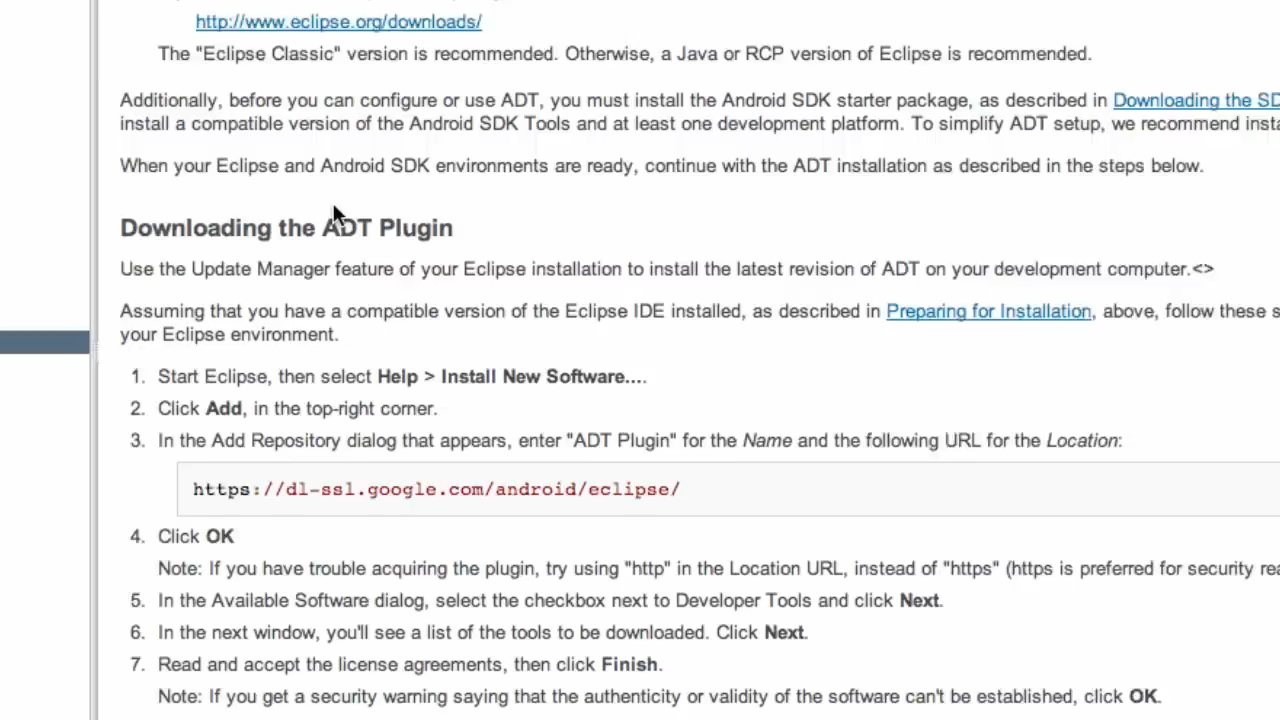 http://www.eclipse.org/downloads/
The "Eclipse Classic" version is recommended. Otherwise, a Java or RCP version of Eclipse is recommended.
Additionally, before you can configure or use ADT, you must install the Android SDK starter package, as described in Downloading the SD
install a compatible version of the Android SDK Tools and at least one development platform. To simplify ADT setup, we recommend insta
When your Eclipse and Android SDK environments are ready, continue with the ADT installation as described in the steps below.
Downloading the ADT Plugin
Use the Update Manager feature of your Eclipse installation to install the latest revision of ADT on your development computer.<>
Assuming that you have a compatible version of the Eclipse IDE installed, as described in Preparing for Installation, above, follow these s
your Eclipse environment.
1. Start Eclipse, then select Help > Install New Software....
2. Click Add, in the top-right corner.
3. In the Add Repository dialog that appears, enter "ADT Plugin" for the Name and the following URL for the Location:
https://dl-ssl.google.com/android/eclipse/
4. Click OK
Note: If you have trouble acquiring the plugin, try using "http" in the Location URL, instead of "https" (https is preferred for security rea
5. In the Available Software dialog, select the checkbox next to Developer Tools and click Next.
6. In the next window, you'll see a list of the tools to be downloaded. Click Next.
7. Read and accept the license agreements, then click Finish.
Note: If you get a security warning saying that the authenticity or validity of the software can't be established, click OK.